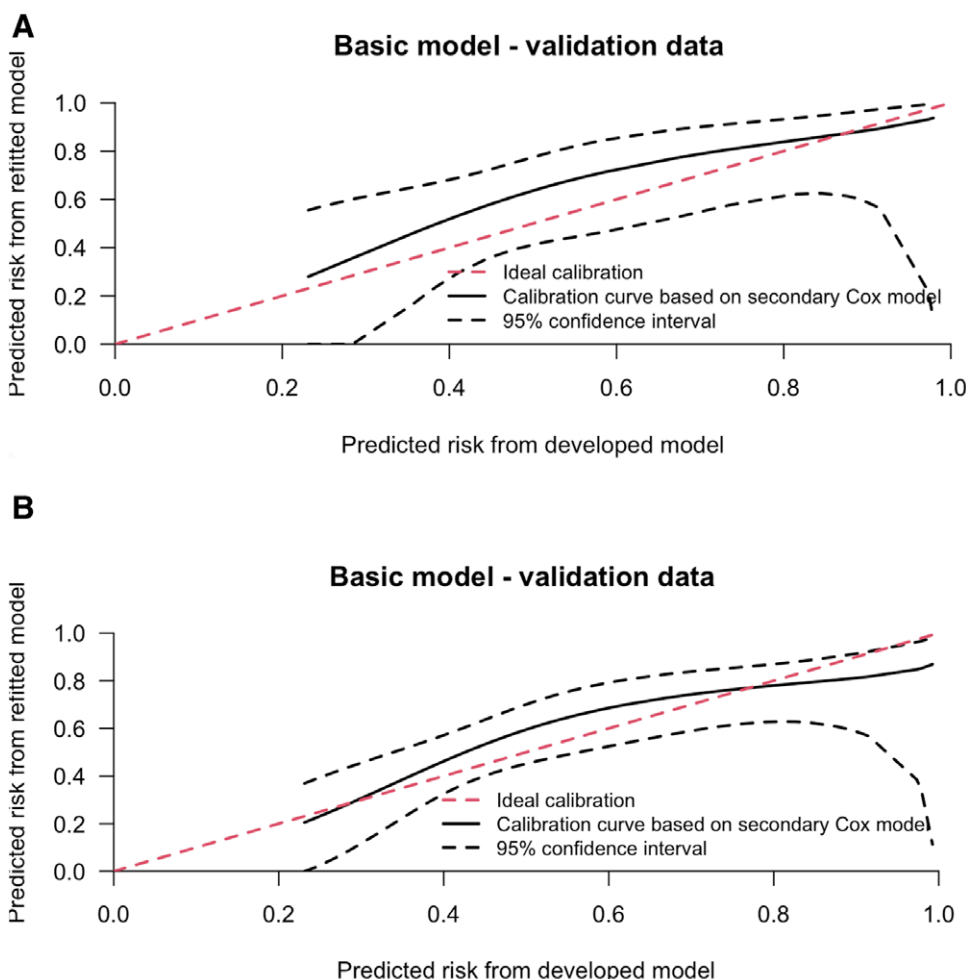 A
Basic model - validation data
Predicted risk from refitted model
1.0
0.8
0.6
0.4
0.2
0.0
Ideal calibration
Calibration curve based on secondary Cox model
95% confidence interval
0.0 0.2 0.4 0.6 0.8 1.0
Predicted risk from developed model
B
Basic model - validation data
Predicted risk from refitted model
1.0
0.8
0.6
0.4
0.2
0.0
Ideal calibration
Calibration curve based on secondary Cox model
95% confidence interval
0.0 0.2 0.4 0.6 0.8 1.0
Predicted risk from developed model